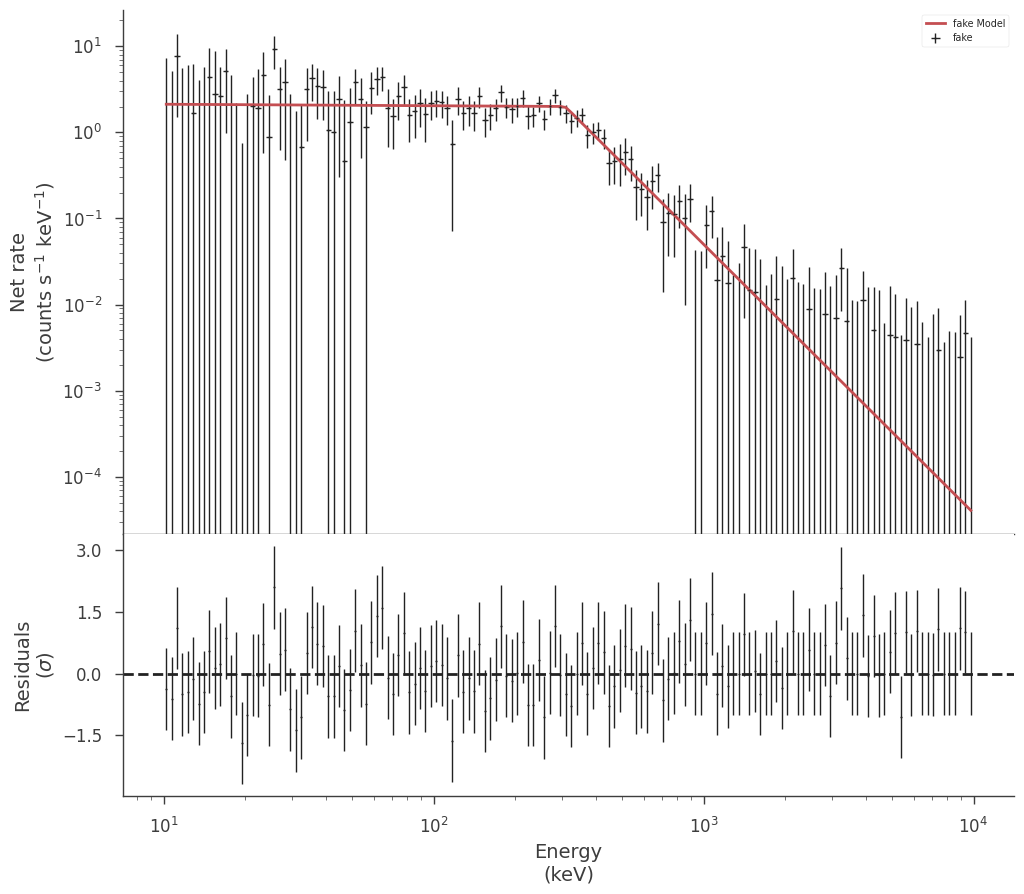 fake Model
fake
10¹
10⁰
10⁻¹
10⁻²
10⁻³
10⁻⁴
Net rate
(counts s⁻¹ keV⁻¹)
3.0
1.5
0.0
−1.5
Residuals
(σ)
10¹
10²
10³
10⁴
Energy
(keV)